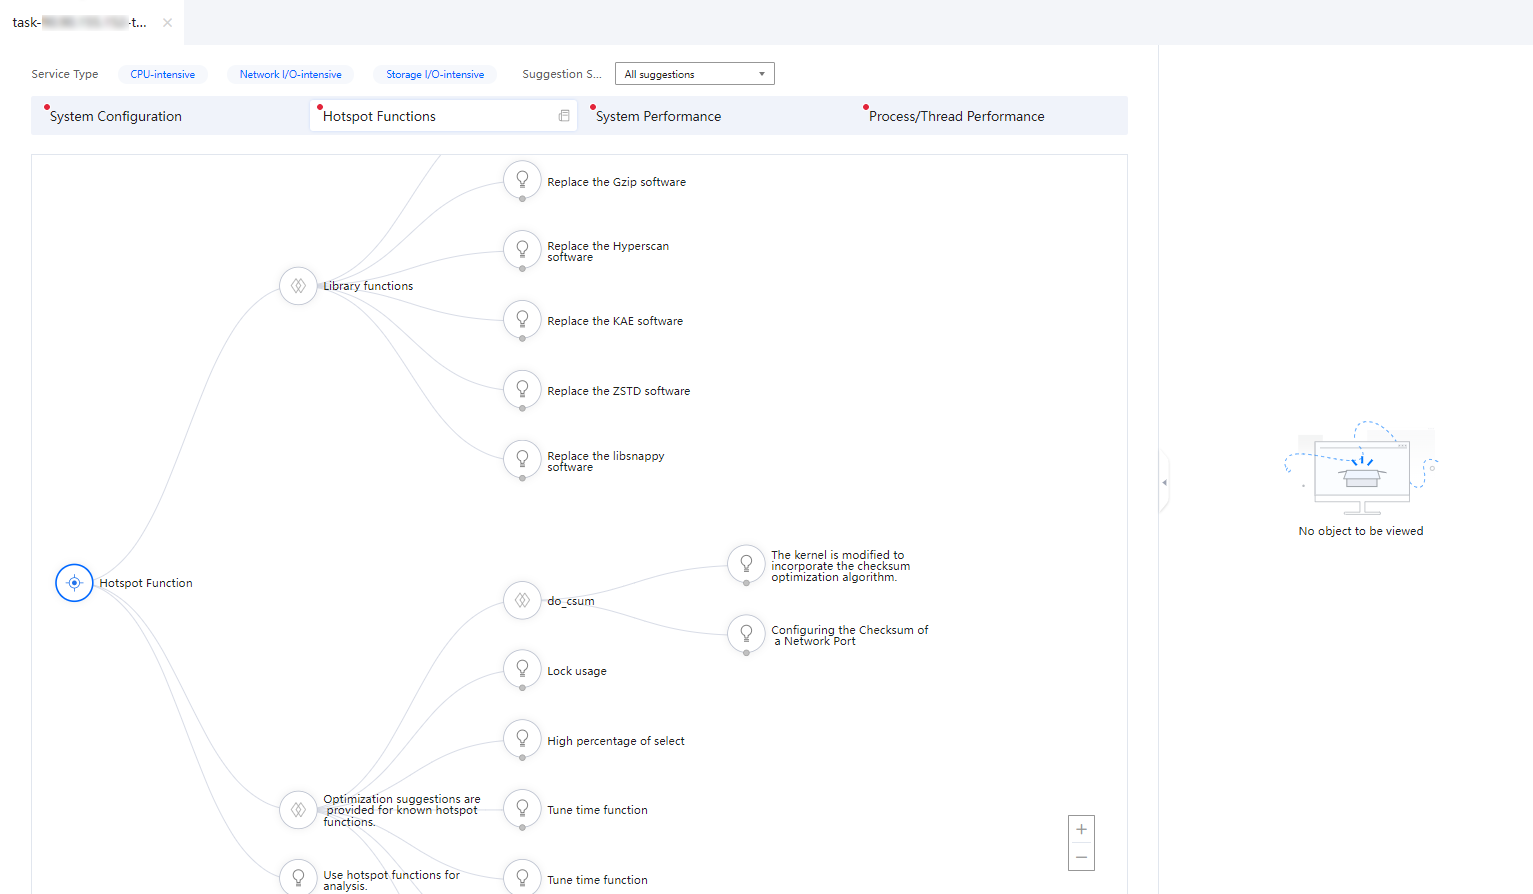 task-
-t...
Service Type
CPU-intensive
Network I/O-intensive
Storage I/O-intensive
Suggestion S...
All suggestions
System Configuration
Hotspot Functions
System Performance
Process/Thread Performance
Replace the Gzip software
Replace the Hyperscan
software
Library functions
Replace the KAE software
Replace the ZSTD software
Replace the libsnappy
software
No object to be viewed
The kernel is modified to
incorporate the checksum
optimization algorithm.
Hotspot Function
do_csum
Configuring the Checksum of
a Network Port
Lock usage
High percentage of select
Optimization suggestions are
provided for known hotspot
functions.
Tune time function
Use hotspot functions for
analysis.
Tune time function